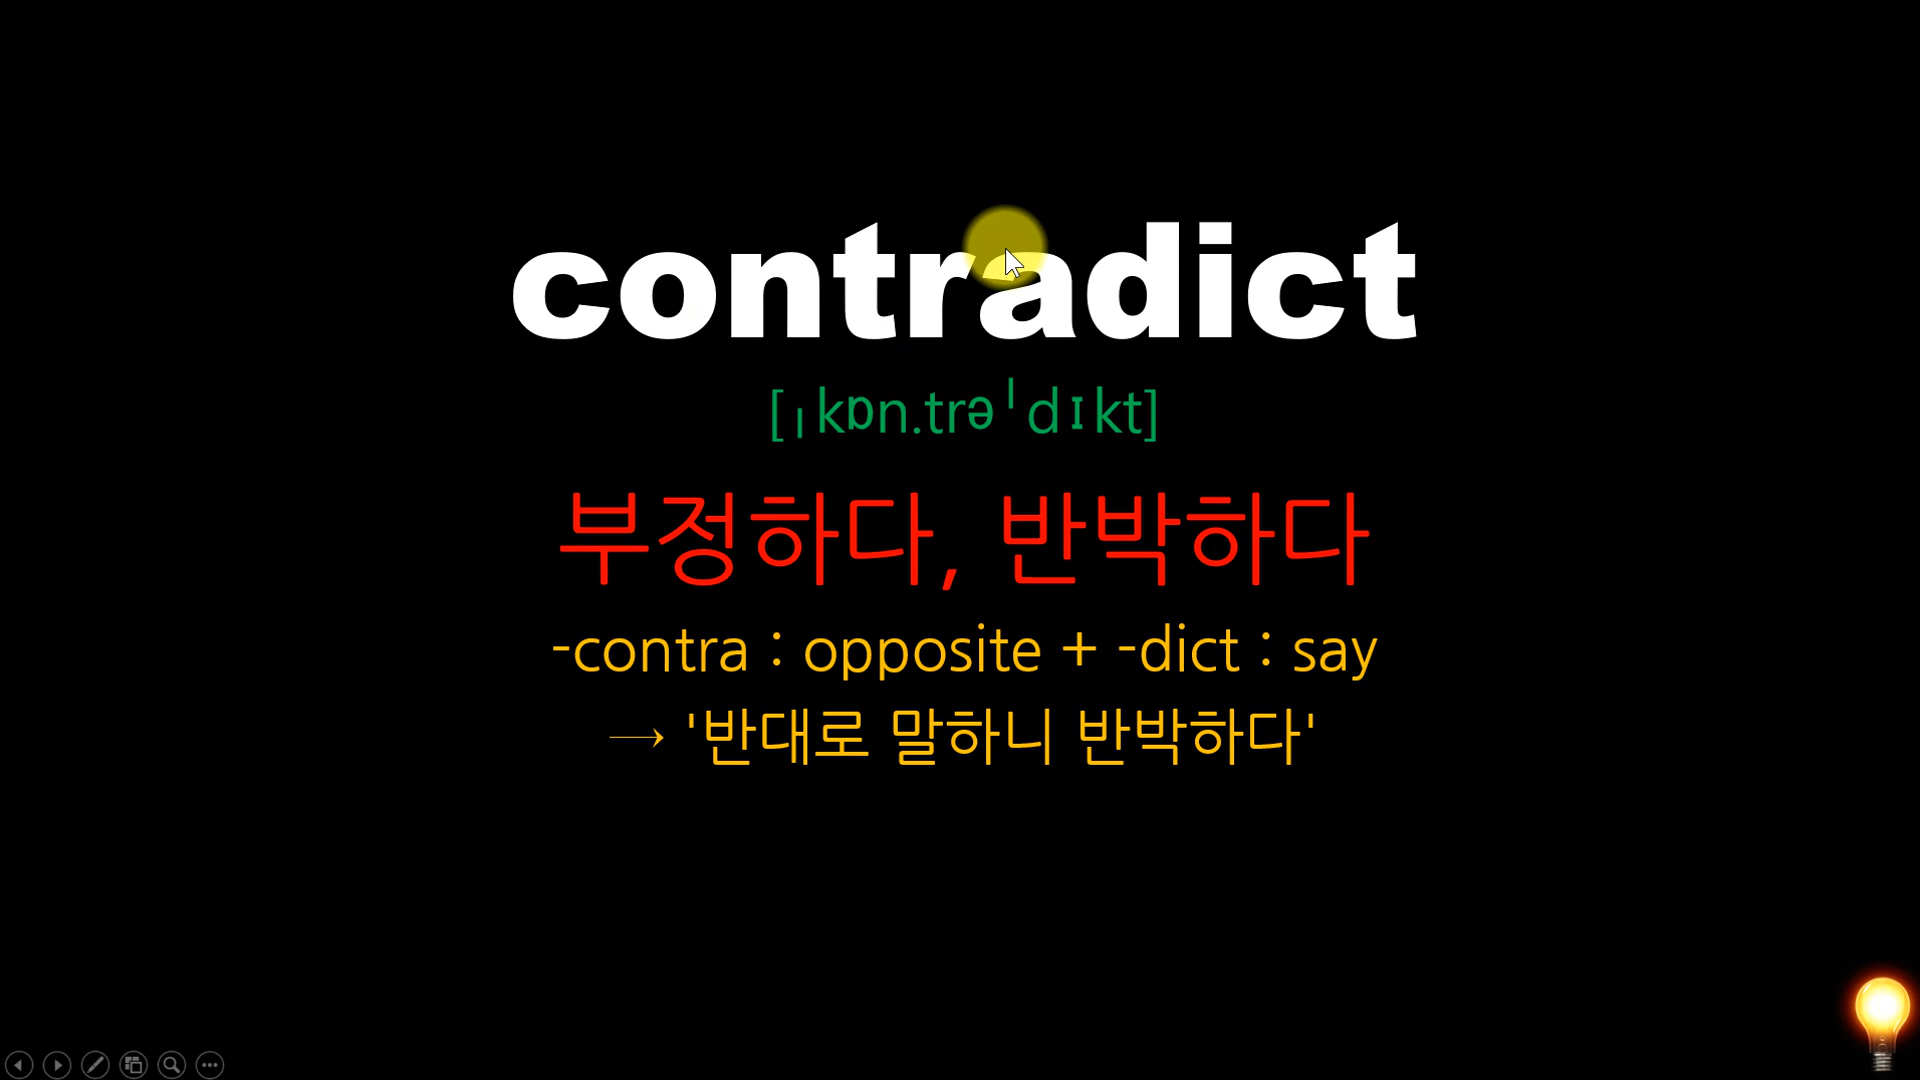 contradict
[ˌkɒn.trəˈdɪkt]
부정하다, 반박하다
-contra : opposite + -dict : say
→ '반대로 말하니 반박하다'